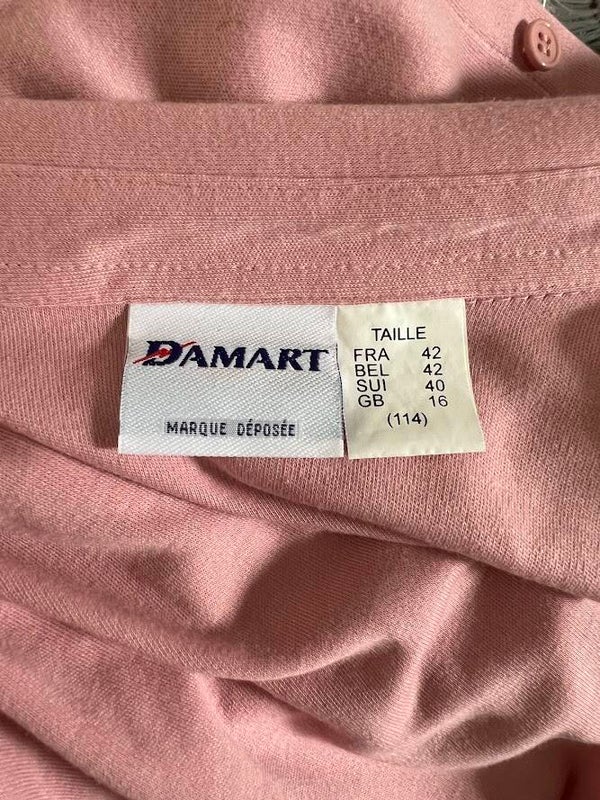 DAMART
MARQUE DÉPOSÉE
TAILLE
FRA 42
BEL 42
SUI 40
GB 16
(114)